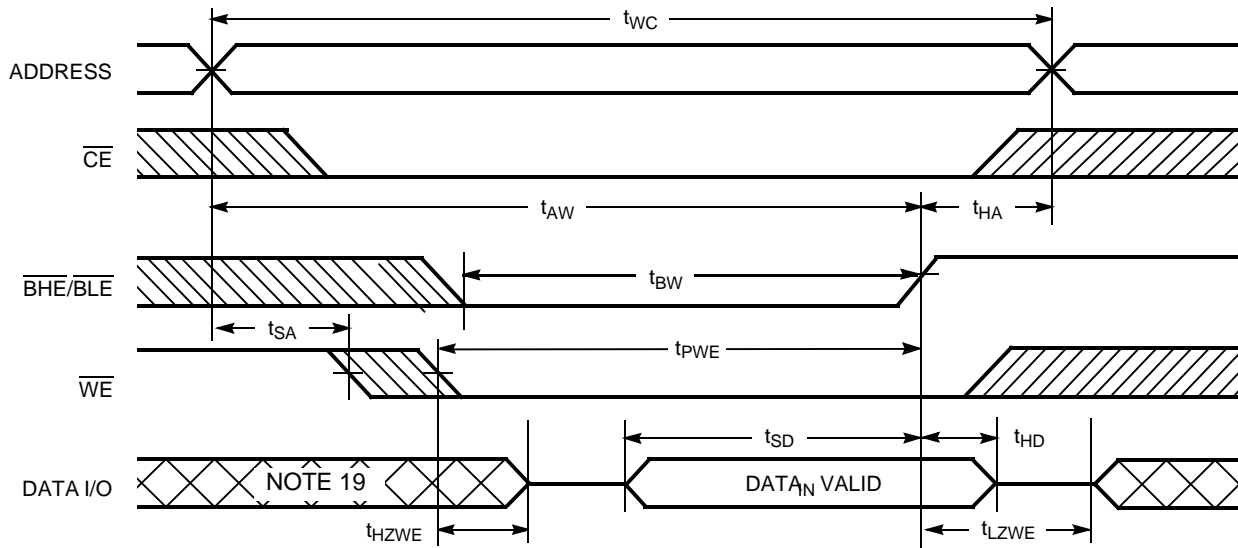 tWC
ADDRESS
CE
tAW
tHA
BHE/BLE
tBW
tSA
tPWE
WE
tSD
tHD
DATA I/O
NOTE 19
DATAIN VALID
tHZWE
tLZWE